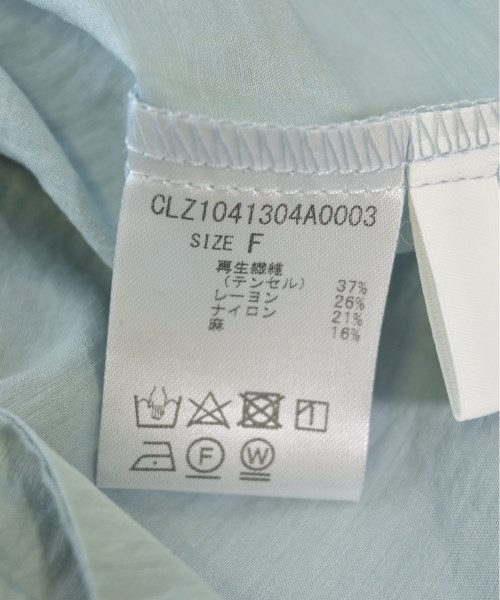 CLZ1041304A0003
SIZE F
再生繊維
(テンセル) 37%
レーヨン 26%
ナイロン 21%
麻 16%
F W